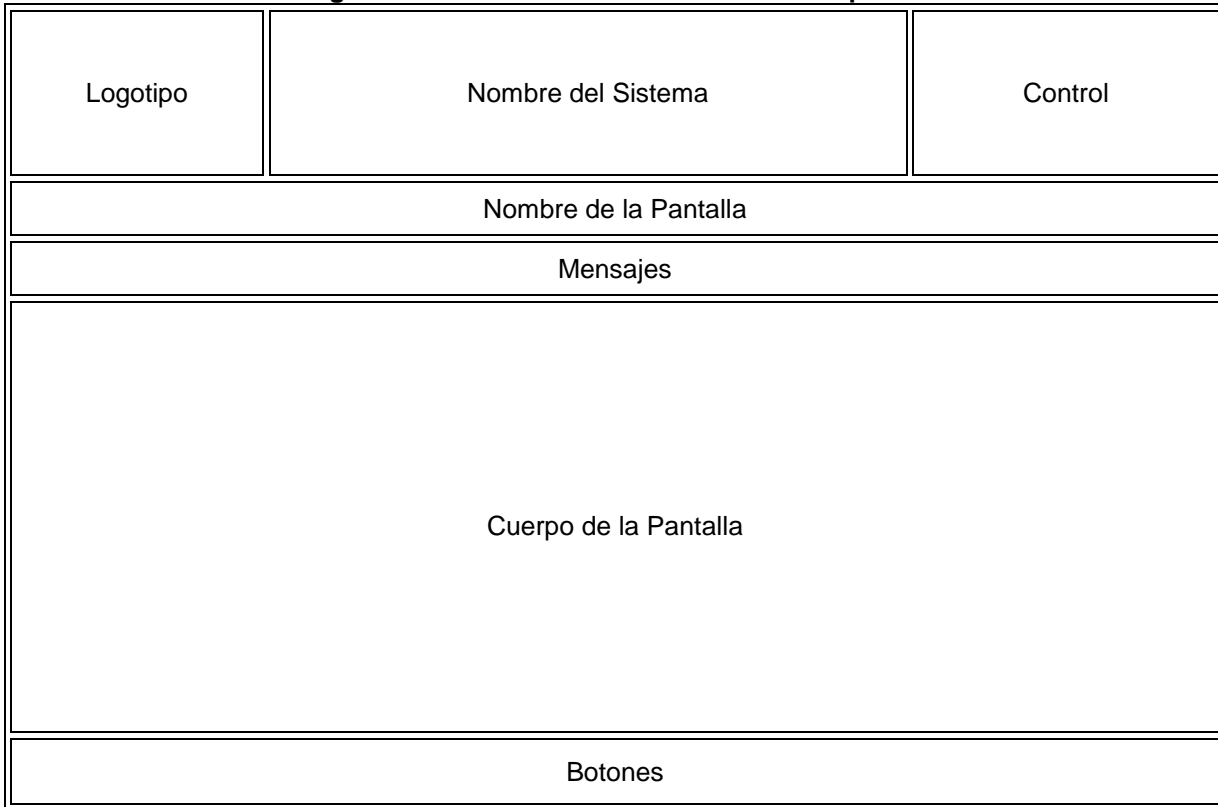 Logotipo
Nombre del Sistema
Control
Nombre de la Pantalla
Mensajes
Cuerpo de la Pantalla
Botones